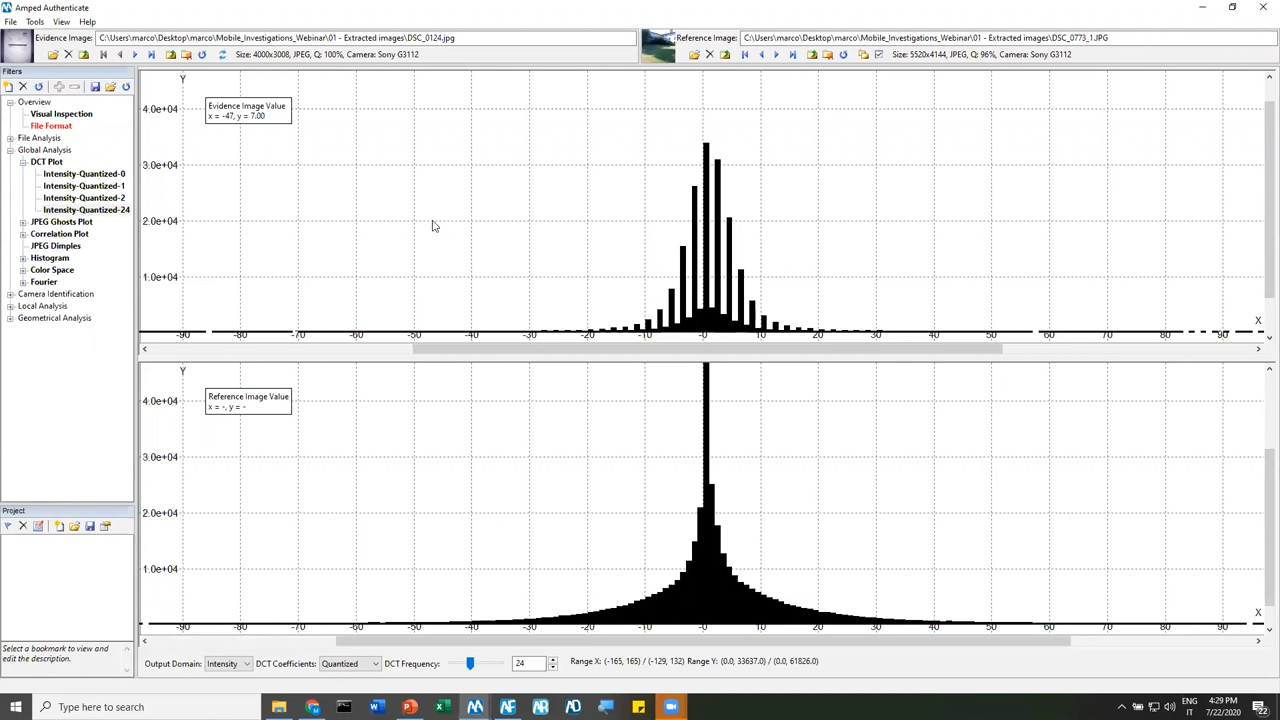 Amped Authenticate
File Tools View Help
Evidence Image: C:\Users\marco\Desktop\marco\Mobile_Investigations_Webinar\01 - Extracted images\DSC_0124.jpg
Reference Image: C:\Users\marco\Desktop\marco\Mobile_Investigations_Webinar\01 - Extracted images\DSC_0773_1.JPG
Size: 4000x3008, JPEG, Q: 100%, Camera: Sony G3112
Size: 5520x4144, JPEG, Q: 96%, Camera: Sony G3112
Filters
Overview
Visual Inspection
File Format
File Analysis
Global Analysis
DCT Plot
Intensity-Quantized-0
Intensity-Quantized-1
Intensity-Quantized-2
Intensity-Quantized-24
JPEG Ghosts Plot
Correlation Plot
JPEG Dimples
Histogram
Color Space
Fourier
Camera Identification
Local Analysis
Geometrical Analysis
Y
Evidence Image Value
x = -47, y = 7.00
4.0e+04
3.0e+04
2.0e+04
1.0e+04
X
-90 -80 -70 -60 -50 -40 -30 -20 -10 -0 10 20 30 40 50 60 70 80 90
Y
Reference Image Value
x = -, y = -
4.0e+04
3.0e+04
2.0e+04
1.0e+04
X
-90 -80 -70 -60 -50 -40 -30 -20 -10 -0 10 20 30 40 50 60 70 80 90
Project
Select a bookmark to view and
edit the description.
Output Domain: Intensity DCT Coefficients: Quantized DCT Frequency: 24 Range X: (-165, 165) / (-129, 132) Range Y: (0.0, 33637.0) / (0.0, 61826.0)
Type here to search
ENG
IT
4:29 PM
7/22/2020
22